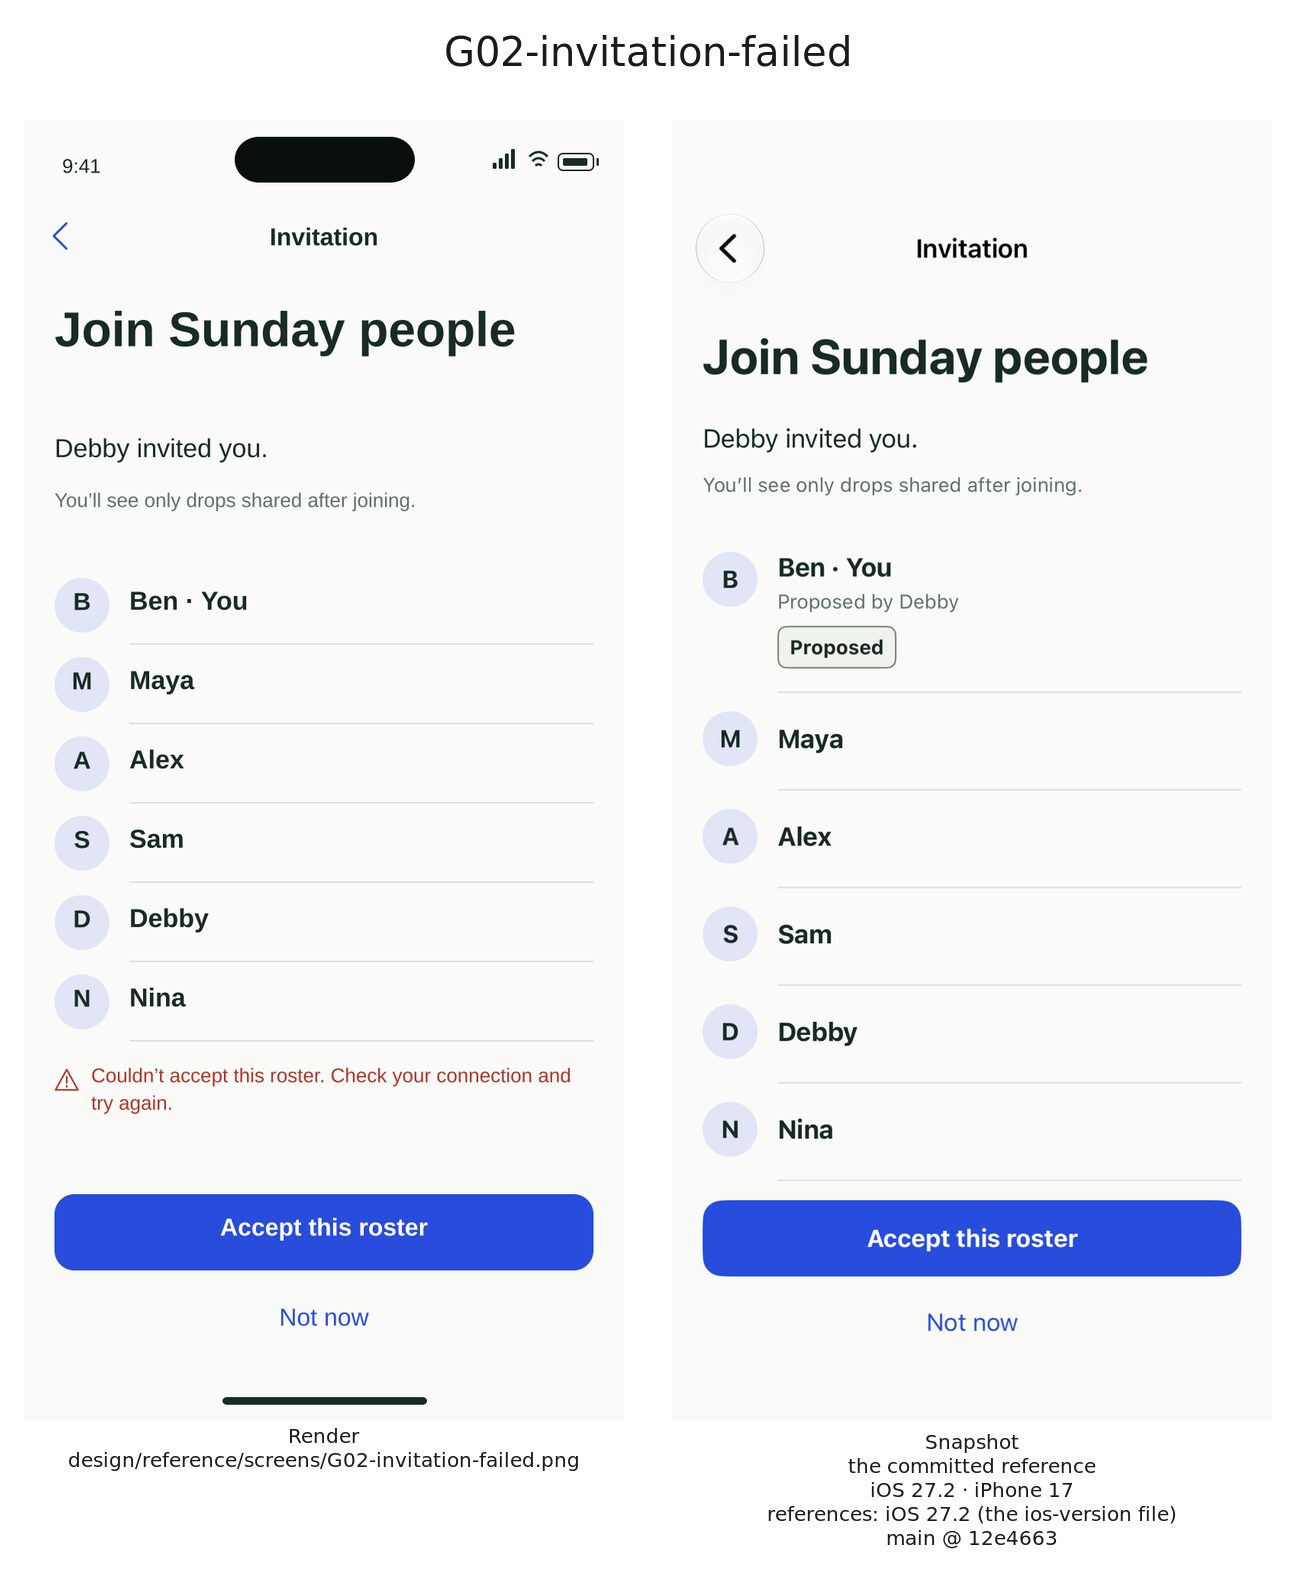 G02-invitation-failed
9:41
Invitation
Join Sunday people
Debby invited you.
You’ll see only drops shared after joining.
B
Ben · You
M
Maya
A
Alex
S
Sam
D
Debby
N
Nina
Couldn’t accept this roster. Check your connection and
try again.
Accept this roster
Not now
Render
design/reference/screens/G02-invitation-failed.png
Invitation
Join Sunday people
Debby invited you.
You’ll see only drops shared after joining.
B
Ben · You
Proposed by Debby
Proposed
M
Maya
A
Alex
S
Sam
D
Debby
N
Nina
Accept this roster
Not now
Snapshot
the committed reference
iOS 27.2 · iPhone 17
references: iOS 27.2 (the ios-version file)
main @ 12e4663